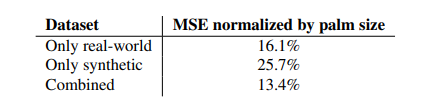 Dataset MSE normalized by palm size
Only real-world 16.1%
Only synthetic 25.7%
Combined 13.4%